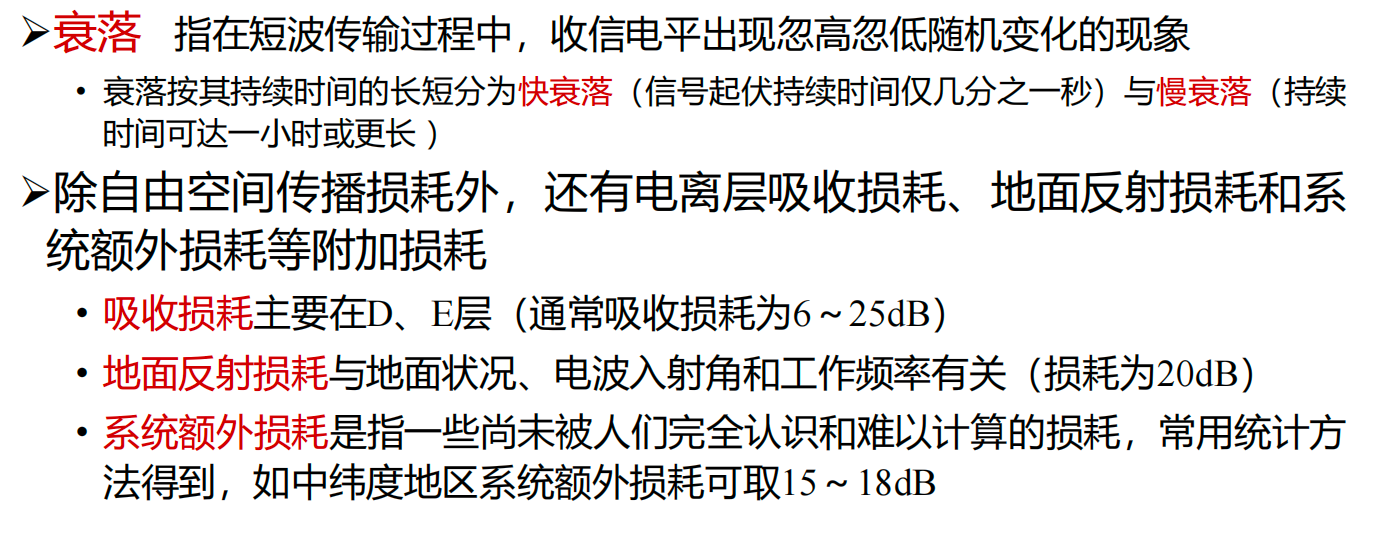 ➢衰落 指在短波传输过程中，收信电平出现忽高忽低随机变化的现象
• 衰落按其持续时间的长短分为快衰落（信号起伏持续时间仅几分之一秒）与慢衰落（持续
时间可达一小时或更长 ）
➢除自由空间传播损耗外，还有电离层吸收损耗、地面反射损耗和系
统额外损耗等附加损耗
• 吸收损耗主要在D、E层（通常吸收损耗为6～25dB）
• 地面反射损耗与地面状况、电波入射角和工作频率有关（损耗为20dB）
• 系统额外损耗是指一些尚未被人们完全认识和难以计算的损耗，常用统计方
法得到，如中纬度地区系统额外损耗可取15～18dB